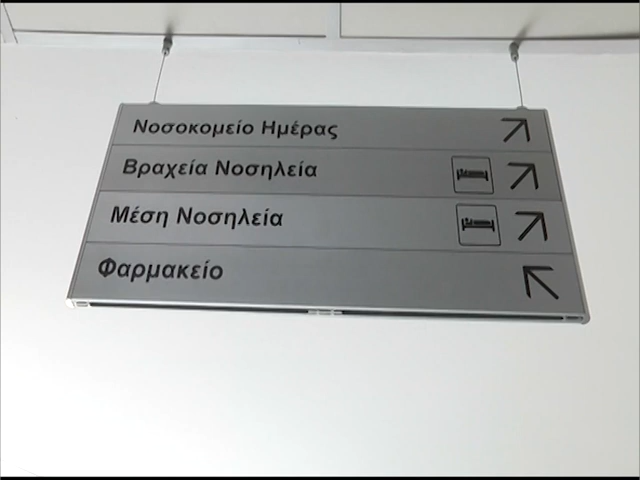 Νοσοκομείο Ημέρας
Βραχεία Νοσηλεία
Μέση Νοσηλεία
Φαρμακείο